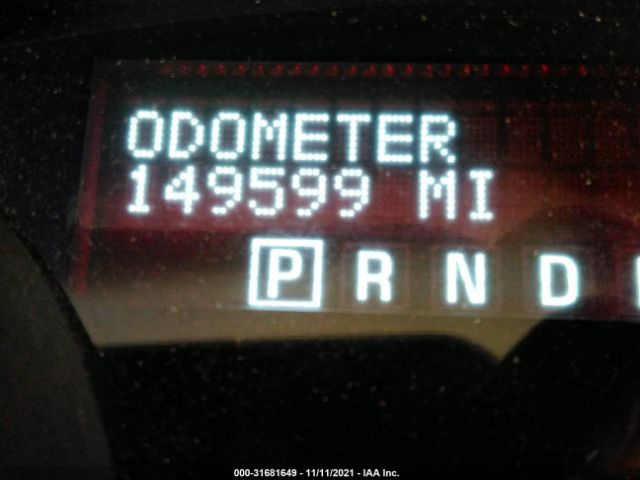 ODOMETER
149599 MI
P R N D
000-31681649 - 11/11/2021 - IAA Inc.